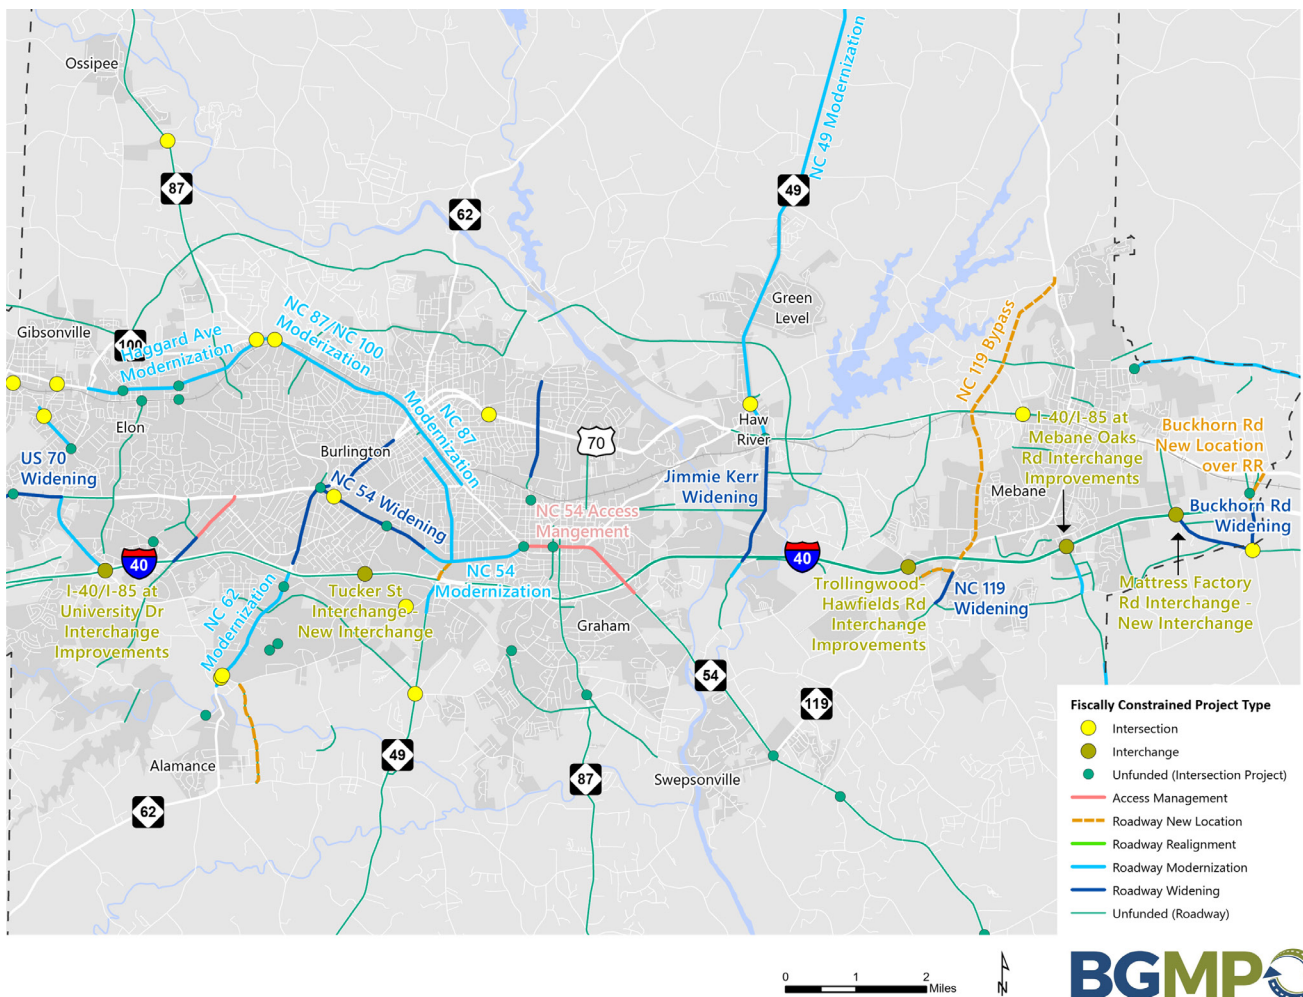 Ossipee
87
62
49
NC 49 Modernization
Green
Level
Gibsonville
100
Haggard Ave
Modernization
NC 87/NC 100
Modernization
NC 87
Modernization
NC 119 Bypass
Haw
River
70
Elon
Burlington
US 70
Widening
NC 54 Widening
Jimmie Kerr
Widening
I-40/I-85 at
Mebane Oaks
Rd Interchange
Improvements
Mebane
Buckhorn Rd
New Location
over RR
Buckhorn Rd
Widening
NC 54 Access
Mangement
40
40
I-40/I-85 at
University Dr
Interchange
Improvements
NC 62
Modernization
Tucker St
Interchange -
New Interchange
NC 54
Modernization
Graham
Trollingwood-
Hawfields Rd
Interchange
Improvements
NC 119
Widening
Mattress Factory
Rd Interchange -
New Interchange
54
119
49
87
Alamance
62
Swepsonville
Fiscally Constrained Project Type
Intersection
Interchange
Unfunded (Intersection Project)
Access Management
Roadway New Location
Roadway Realignment
Roadway Modernization
Roadway Widening
Unfunded (Roadway)
0 1 2
Miles
N
BGMPO